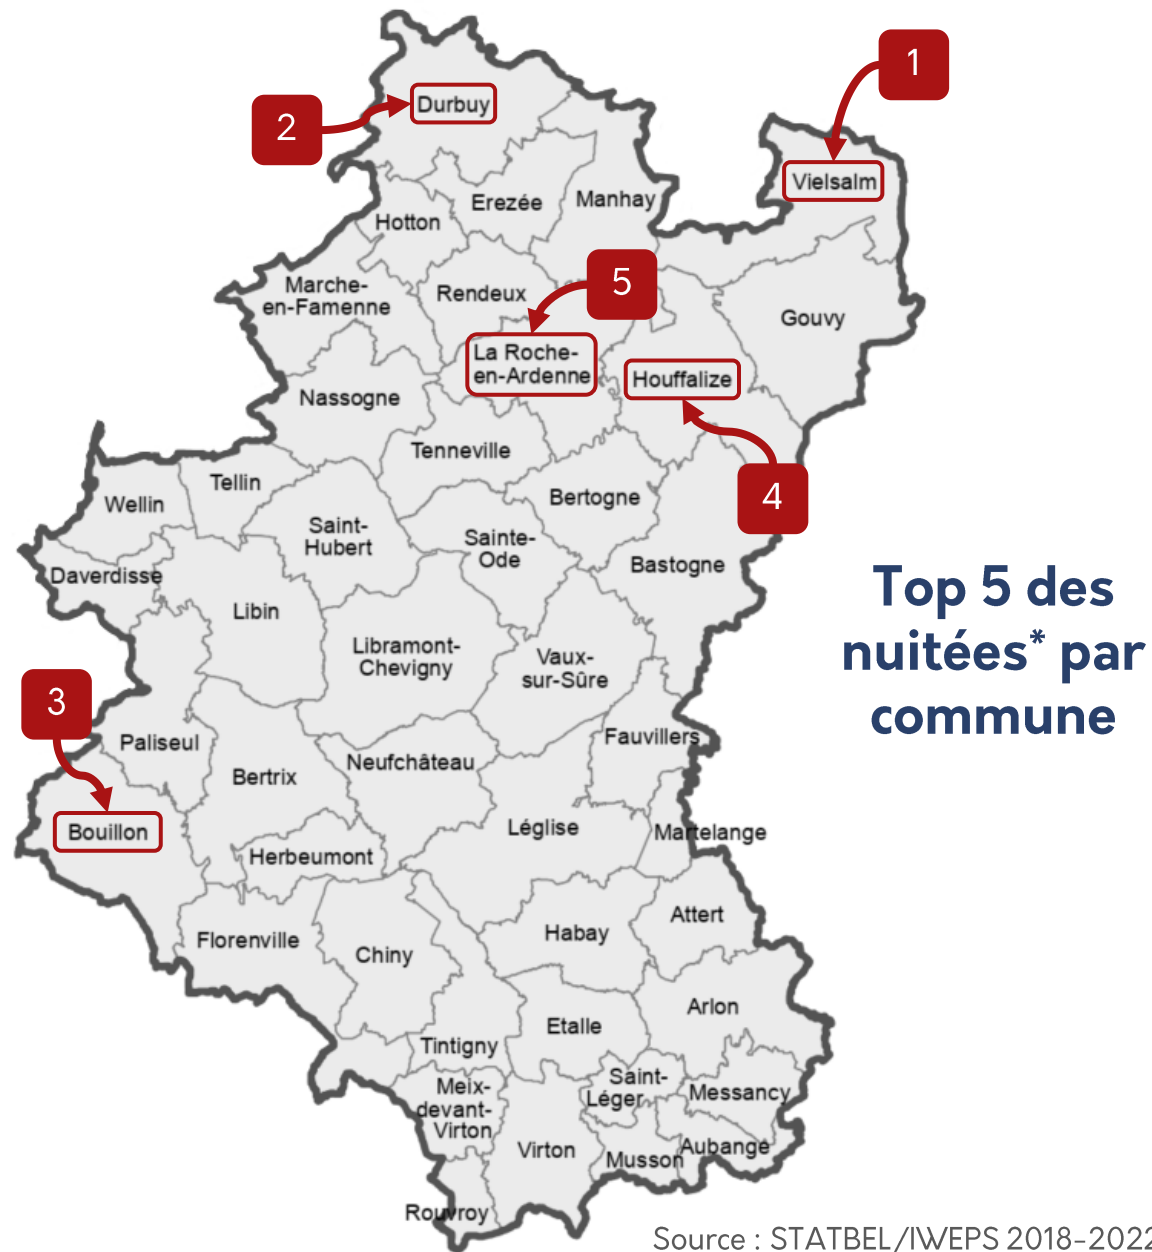 1
2
Durbuy
Vielsalm
Erezée
Manhay
Hotton
5
Marche-
en-Famenne
Rendeux
Gouvy
La Roche-
en-Ardenne
Houffalize
Nassogne
Tenneville
Tellin
4
Wellin
Bertogne
Saint-
Hubert
Sainte-
Ode
Bastogne
Daverdisse
Top 5 des
nuitées* par
commune
Libin
Libramont-
Chevigny
Vaux-
sur-Sûre
3
Paliseul
Fauvillers
Neufchâteau
Bertrix
Bouillon
Léglise
Martelange
Herbeumont
Attert
Florenville
Habay
Chiny
Arlon
Etalle
Tintigny
Saint-
Léger
Messancy
Meix-
devant-
Virton
Virton
Aubange
Musson
Rouvroy
Source : STATBEL/IWEPS 2018-2022